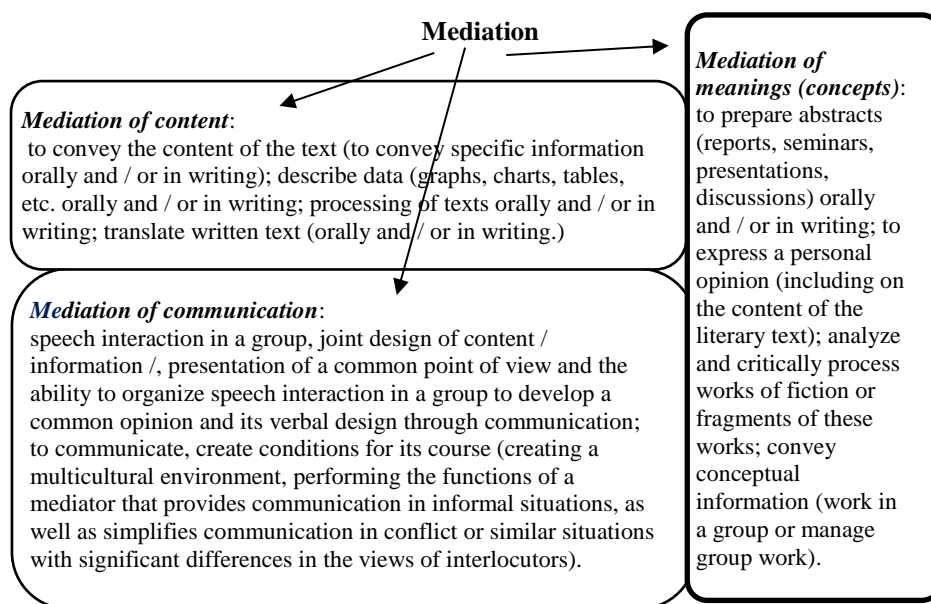 Mediation
Mediation of content:
to convey the content of the text (to convey specific information
orally and / or in writing); describe data (graphs, charts, tables,
etc. orally and / or in writing; processing of texts orally and / or in
writing; translate written text (orally and / or in writing.)
Mediation of communication:
speech interaction in a group, joint design of content /
information /, presentation of a common point of view and the
ability to organize speech interaction in a group to develop a
common opinion and its verbal design through communication;
to communicate, create conditions for its course (creating a
multicultural environment, performing the functions of a
mediator that provides communication in informal situations, as
well as simplifies communication in conflict or similar situations
with significant differences in the views of interlocutors).
Mediation of
meanings (concepts):
to prepare abstracts
(reports, seminars,
presentations,
discussions) orally
and / or in writing; to
express a personal
opinion (including on
the content of the
literary text); analyze
and critically process
works of fiction or
fragments of these
works; convey
conceptual
information (work in
a group or manage
group work).